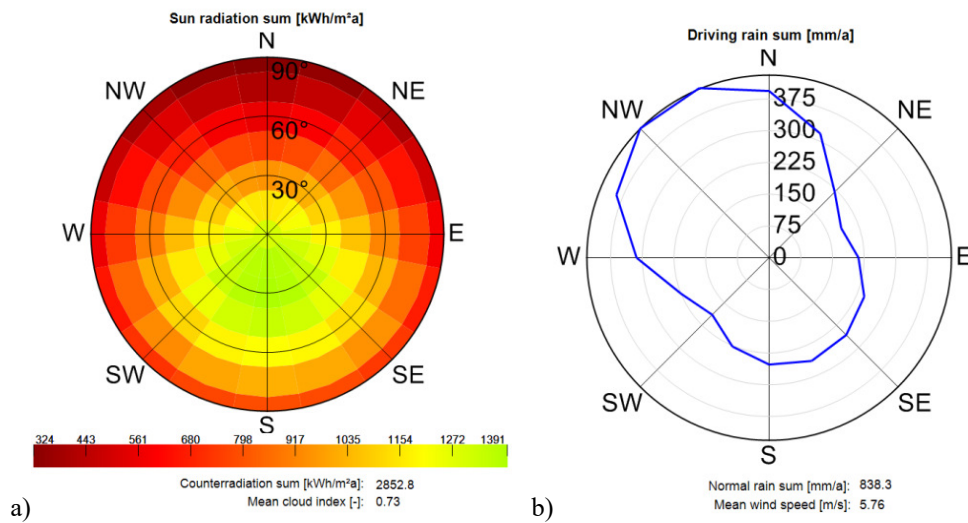 Sun radiation sum [kWh/m²a]
N
NW
NE
90°
60°
30°
W
E
SW
SE
S
324 443 561 680 798 917 1035 1154 1272 1391
Counterradiation sum [kWh/m²a]: 2852.8
Mean cloud index [-]: 0.73
a)
Driving rain sum [mm/a]
N
NW
NE
375
300
225
150
75
0
W
E
SW
SE
S
Normal rain sum [mm/a]: 838.3
Mean wind speed [m/s]: 5.76
b)